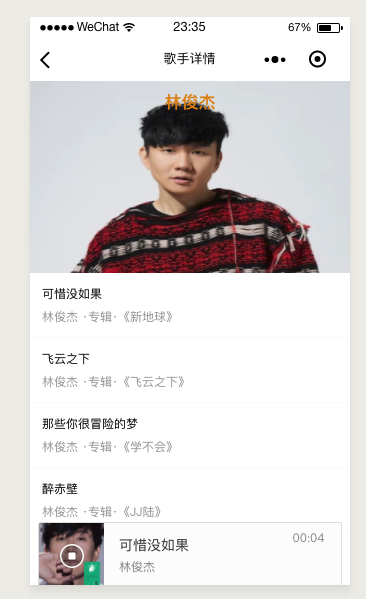 WeChat 23:35 67%
歌手详情
林俊杰
可惜没如果
林俊杰 ·专辑·《新地球》
飞云之下
林俊杰 ·专辑·《飞云之下》
那些你很冒险的梦
林俊杰 ·专辑·《学不会》
醉赤壁
林俊杰 ·专辑·《JJ陆》
可惜没如果 00:04
林俊杰